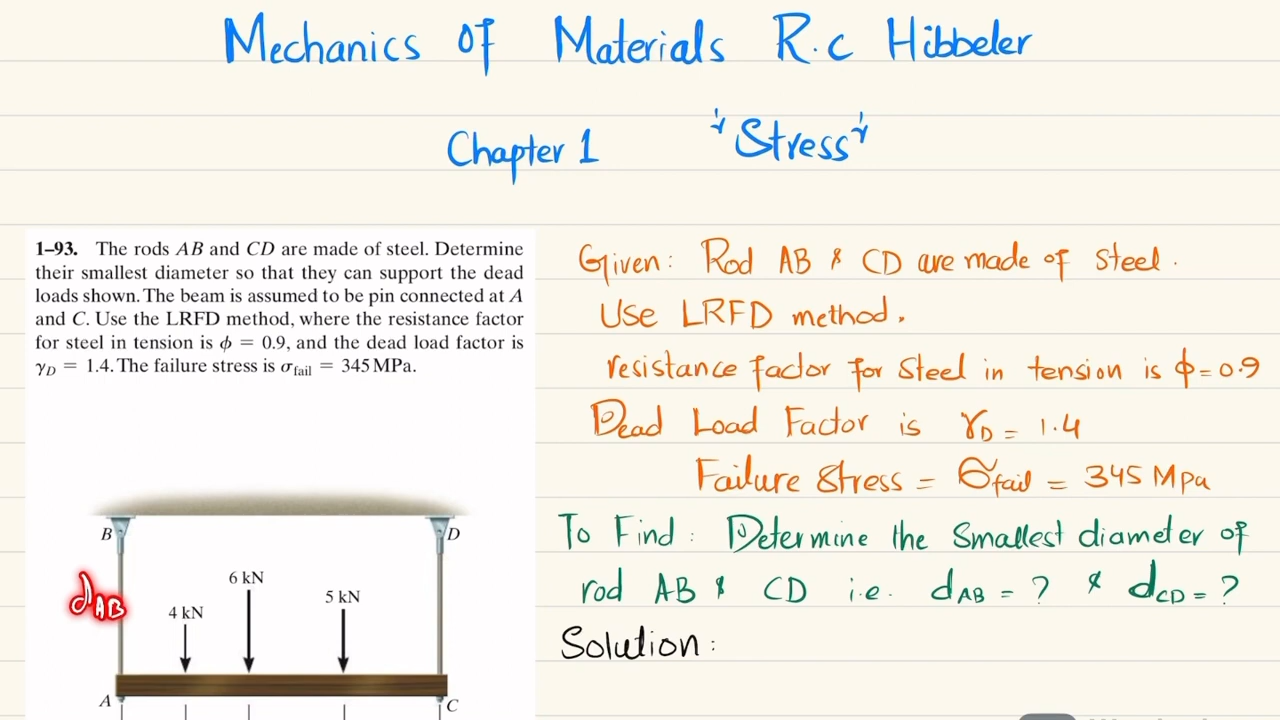 Mechanics Of Materials R.c Hibbeler
Chapter 1 "Stress"
1–93. The rods AB and CD are made of steel. Determine
their smallest diameter so that they can support the dead
loads shown. The beam is assumed to be pin connected at A
and C. Use the LRFD method, where the resistance factor
for steel in tension is ϕ = 0.9, and the dead load factor is
γD = 1.4. The failure stress is σfail = 345 MPa.
B
D
dAB
6 kN
5 kN
4 kN
A
C
Given: Rod AB & CD are made of steel.
Use LRFD method.
resistance factor for Steel in tension is ϕ=0.9
Dead Load Factor is γD = 1.4
Failure Stress = σfail = 345 MPa
To Find: Determine the Smallest diameter of
rod AB & CD i.e. dAB = ? & dCD = ?
Solution: